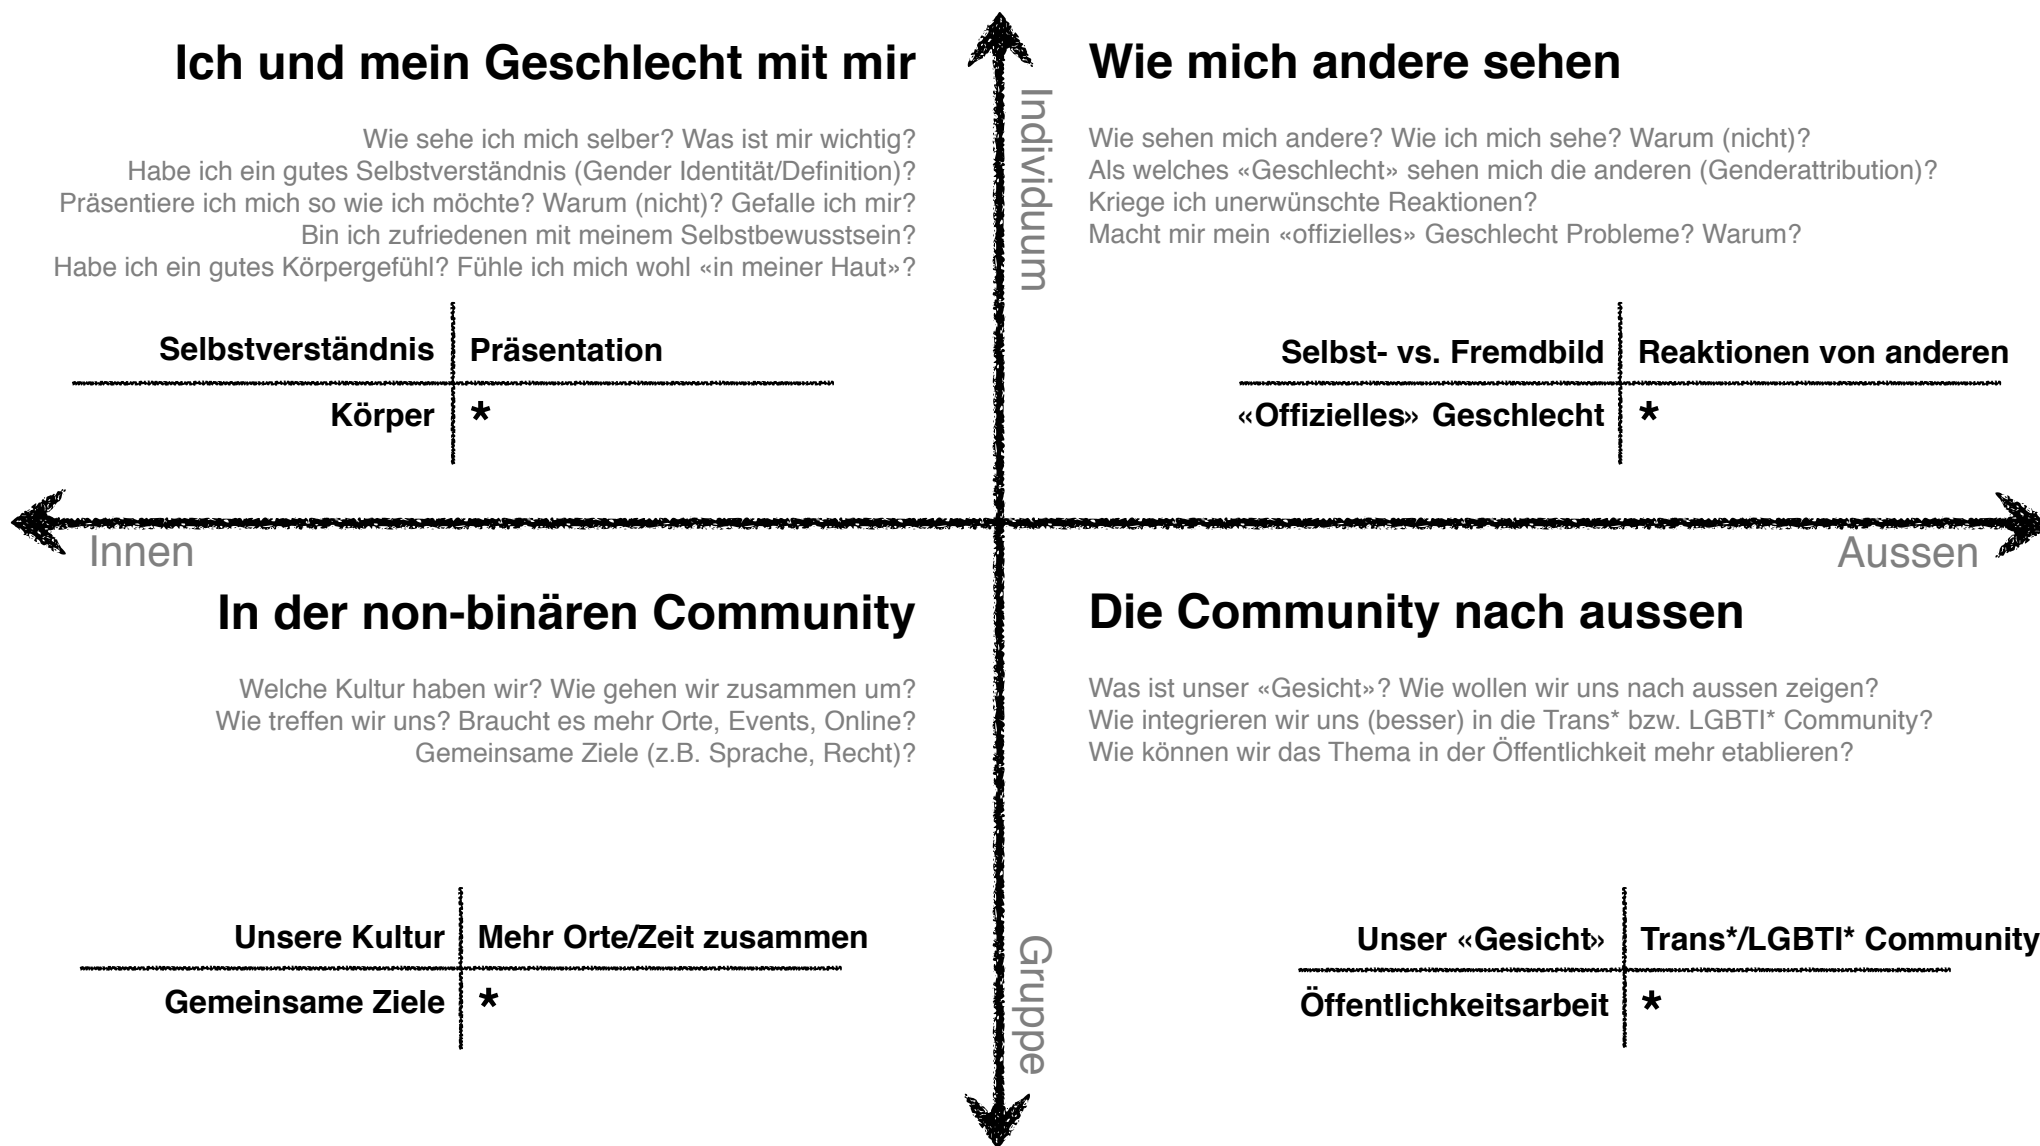 Ich und mein Geschlecht mit mir
Wie sehe ich mich selber? Was ist mir wichtig?
Habe ich ein gutes Selbstverständnis (Gender Identität/Definition)?
Präsentiere ich mich so wie ich möchte? Warum (nicht)? Gefalle ich mir?
Bin ich zufriedenen mit meinem Selbstbewusstsein?
Habe ich ein gutes Körpergefühl? Fühle ich mich wohl «in meiner Haut»?
Selbstverständnis
Präsentation
Körper
*
Individuum
Wie mich andere sehen
Wie sehen mich andere? Wie ich mich sehe? Warum (nicht)?
Als welches «Geschlecht» sehen mich die anderen (Genderattribution)?
Kriege ich unerwünschte Reaktionen?
Macht mir mein «offizielles» Geschlecht Probleme? Warum?
Selbst- vs. Fremdbild
Reaktionen von anderen
«Offizielles» Geschlecht
*
Innen
Aussen
In der non-binären Community
Welche Kultur haben wir? Wie gehen wir zusammen um?
Wie treffen wir uns? Braucht es mehr Orte, Events, Online?
Gemeinsame Ziele (z.B. Sprache, Recht)?
Unsere Kultur
Mehr Orte/Zeit zusammen
Gemeinsame Ziele
*
Gruppe
Die Community nach aussen
Was ist unser «Gesicht»? Wie wollen wir uns nach aussen zeigen?
Wie integrieren wir uns (besser) in die Trans* bzw. LGBTI* Community?
Wie können wir das Thema in der Öffentlichkeit mehr etablieren?
Unser «Gesicht»
Trans*/LGBTI* Community
Öffentlichkeitsarbeit
*